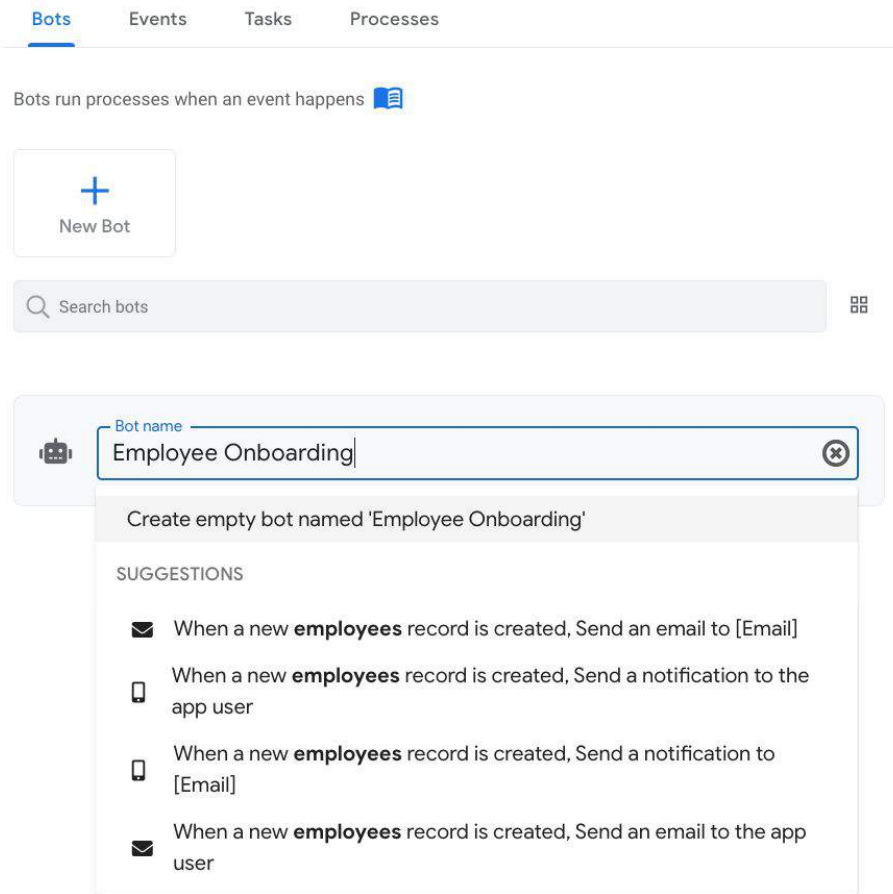 Bots Events Tasks Processes
Bots run processes when an event happens
New Bot
Search bots
Bot name
Employee Onboarding
Create empty bot named 'Employee Onboarding'
SUGGESTIONS
When a new employees record is created, Send an email to [Email]
When a new employees record is created, Send a notification to the
app user
When a new employees record is created, Send a notification to
[Email]
When a new employees record is created, Send an email to the app
user